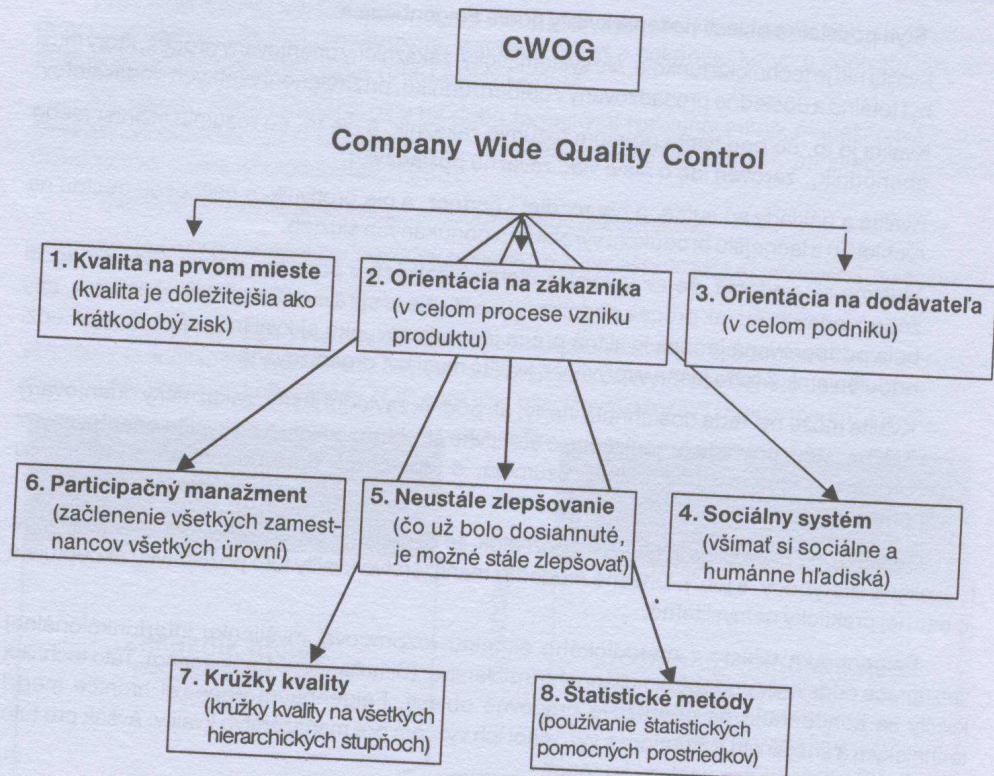 CWOG
Company Wide Quality Control
1. Kvalita na prvom mieste
(kvalita je dôležitejšia ako
krátkodobý zisk)
2. Orientácia na zákazníka
(v celom procese vzniku
produktu)
3. Orientácia na dodávateľa
(v celom podniku)
6. Participačný manažment
(začlenenie všetkých zamest-
nancov všetkých úrovní)
5. Neustále zlepšovanie
(čo už bolo dosiahnuté,
je možné stále zlepšovať)
4. Sociálny systém
(všímať si sociálne a
humánne hľadiská)
7. Krúžky kvality
(krúžky kvality na všetkých
hierarchických stupňoch)
8. Štatistické metódy
(používanie štatistických
pomocných prostriedkov)